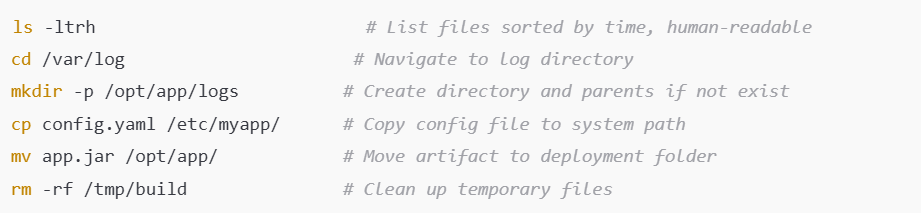 ls -ltrh                          # List files sorted by time, human-readable
cd /var/log                      # Navigate to log directory
mkdir -p /opt/app/logs          # Create directory and parents if not exist
cp config.yaml /etc/myapp/      # Copy config file to system path
mv app.jar /opt/app/            # Move artifact to deployment folder
rm -rf /tmp/build               # Clean up temporary files